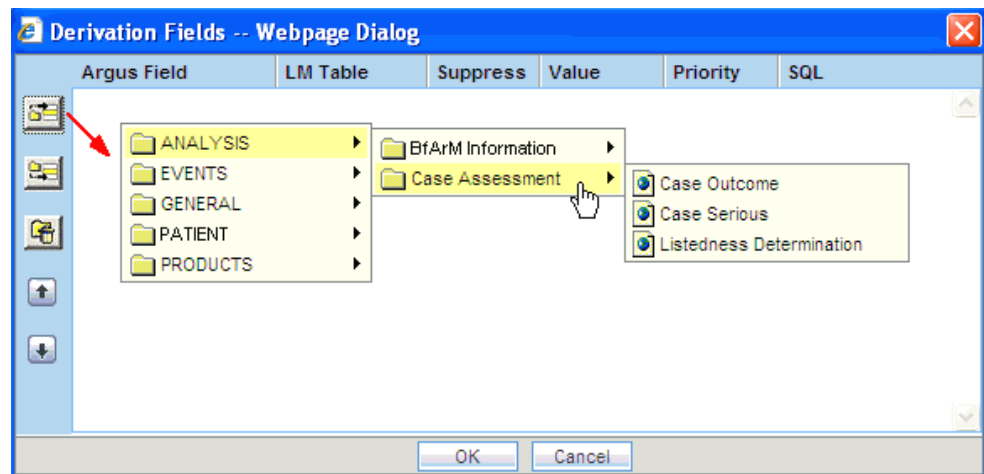 Derivation Fields -- Webpage Dialog
Argus Field LM Table Suppress Value Priority SQL
ANALYSIS
EVENTS
GENERAL
PATIENT
PRODUCTS
BfArM Information
Case Assessment
Case Outcome
Case Serious
Listedness Determination
OK Cancel